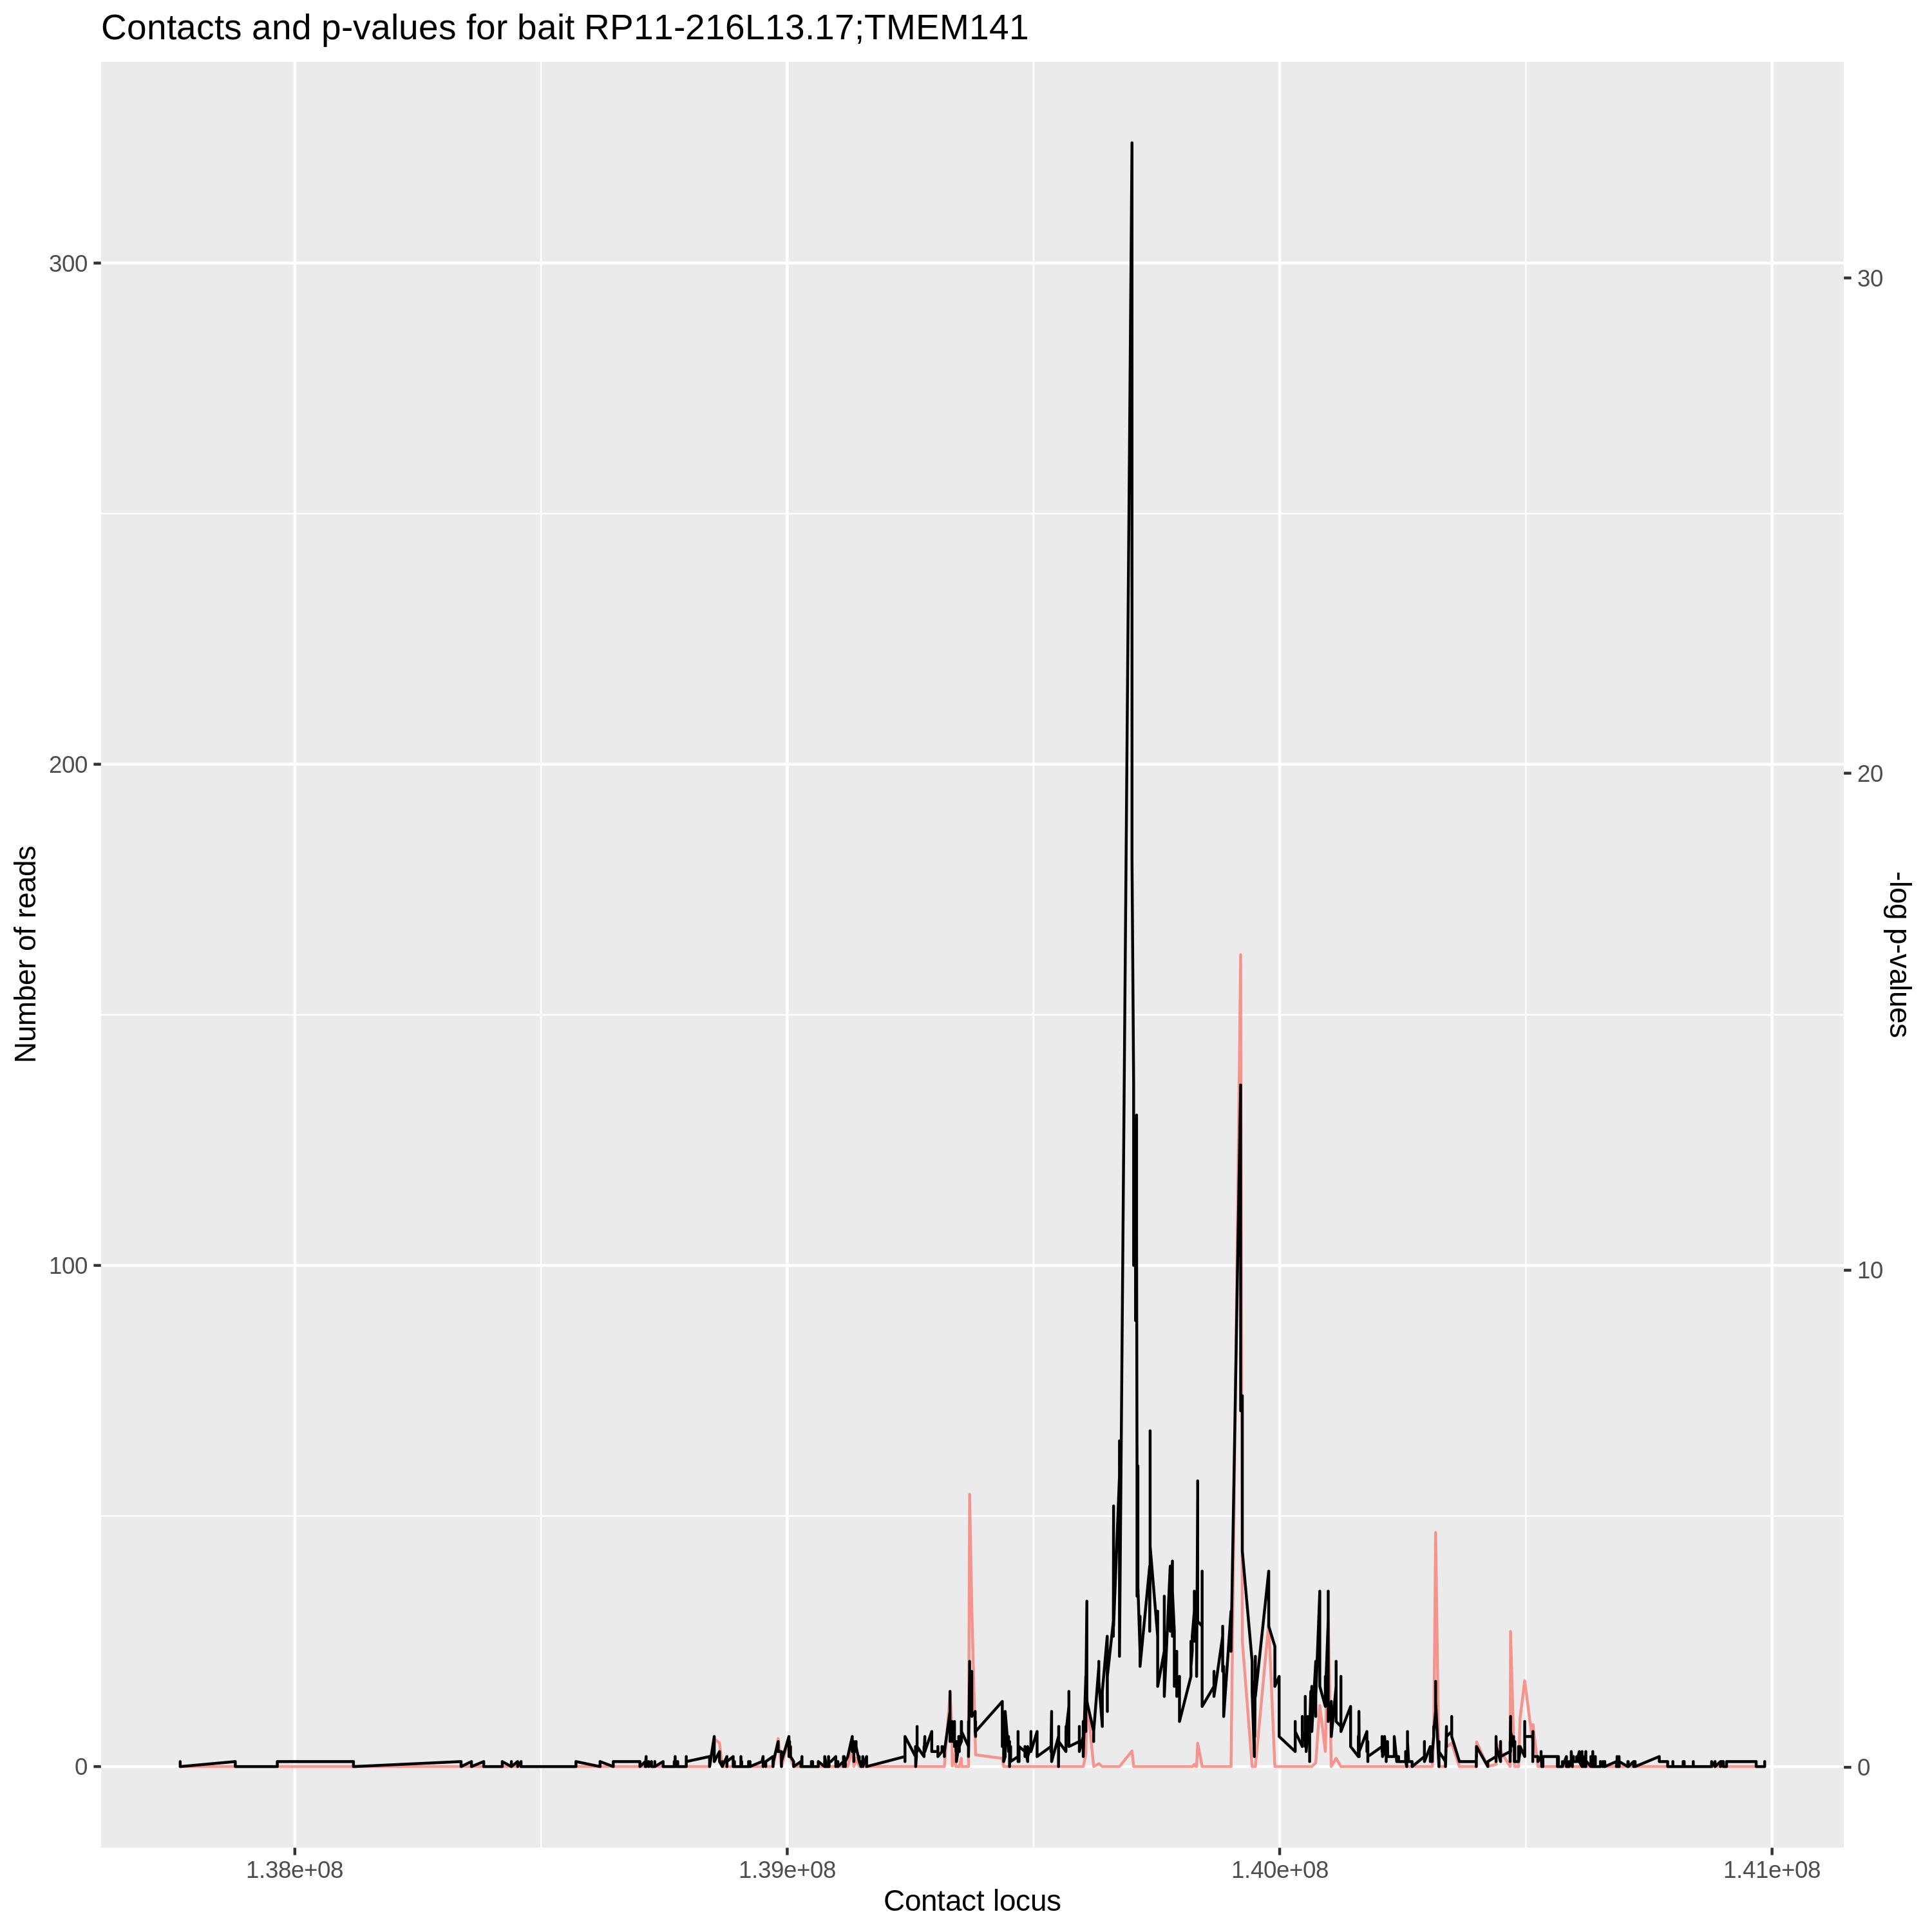 Contacts and p-values for bait RP11-216L13.17;TMEM141
300
200
100
0
Number of reads
30
20
10
0
-log p-values
1.38e+08
1.39e+08
1.40e+08
1.41e+08
Contact locus